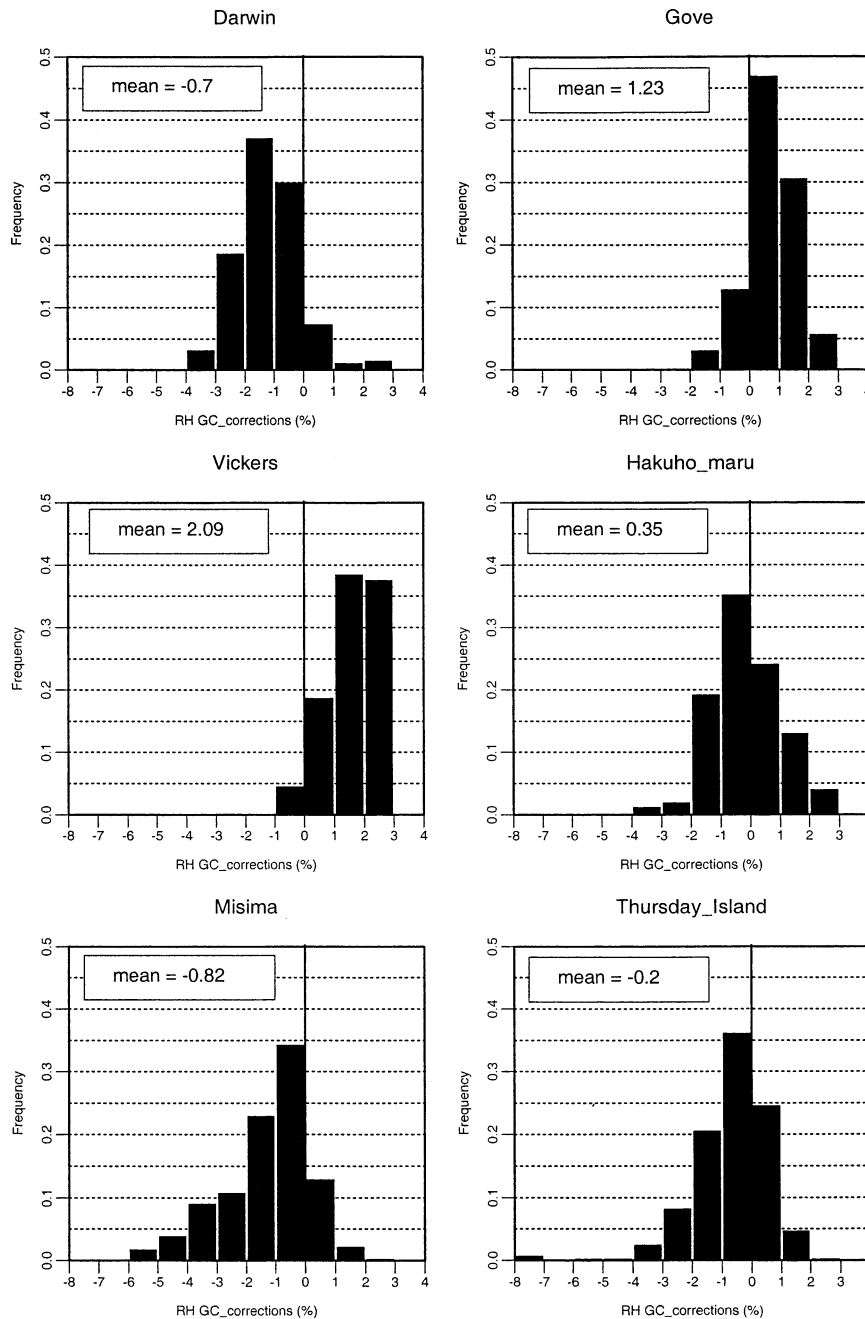 Darwin
mean = -0.7
Frequency
0.5
0.4
0.3
0.2
0.1
0.0
-8 -7 -6 -5 -4 -3 -2 -1 0 1 2 3 4
RH GC_corrections (%)
Gove
mean = 1.23
Frequency
0.5
0.4
0.3
0.2
0.1
0.0
-8 -7 -6 -5 -4 -3 -2 -1 0 1 2 3 4
RH GC_corrections (%)
Vickers
mean = 2.09
Frequency
0.5
0.4
0.3
0.2
0.1
0.0
-8 -7 -6 -5 -4 -3 -2 -1 0 1 2 3 4
RH GC_corrections (%)
Hakuho_maru
mean = 0.35
Frequency
0.5
0.4
0.3
0.2
0.1
0.0
-8 -7 -6 -5 -4 -3 -2 -1 0 1 2 3
RH GC_corrections (%)
Misima
mean = -0.82
Frequency
0.5
0.4
0.3
0.2
0.1
0.0
-8 -7 -6 -5 -4 -3 -2 -1 0 1 2 3 4
RH GC_corrections (%)
Thursday_Island
mean = -0.2
Frequency
0.5
0.4
0.3
0.2
0.1
0.0
-8 -7 -6 -5 -4 -3 -2 -1 0 1 2 3
RH GC_corrections (%)